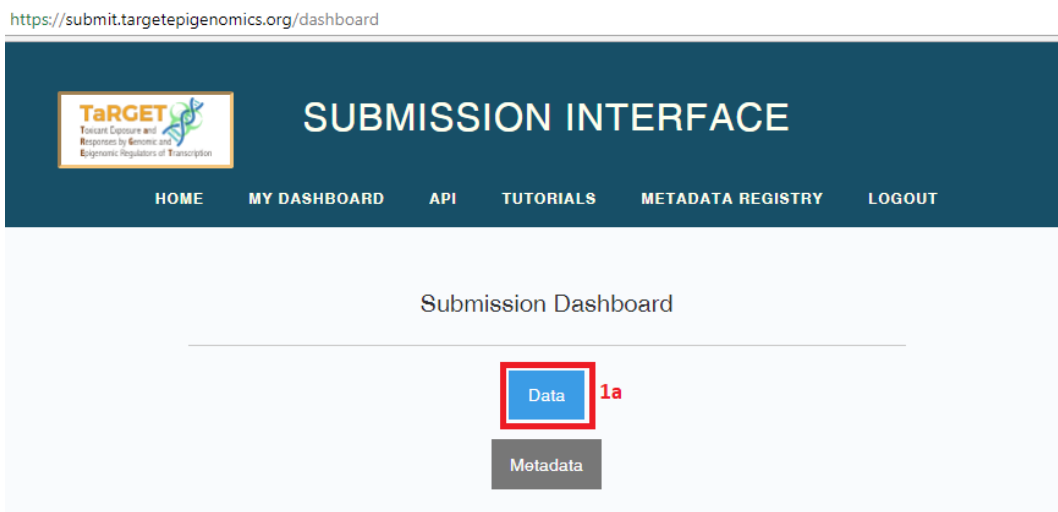 https://submit.targetepigenomics.org/dashboard
TaRGET
Toxicant Exposure and
Responses by Genomic and
Epigenomic Regulators of Transcription
SUBMISSION INTERFACE
HOME MY DASHBOARD API TUTORIALS METADATA REGISTRY LOGOUT
Submission Dashboard
Data 1a
Metadata